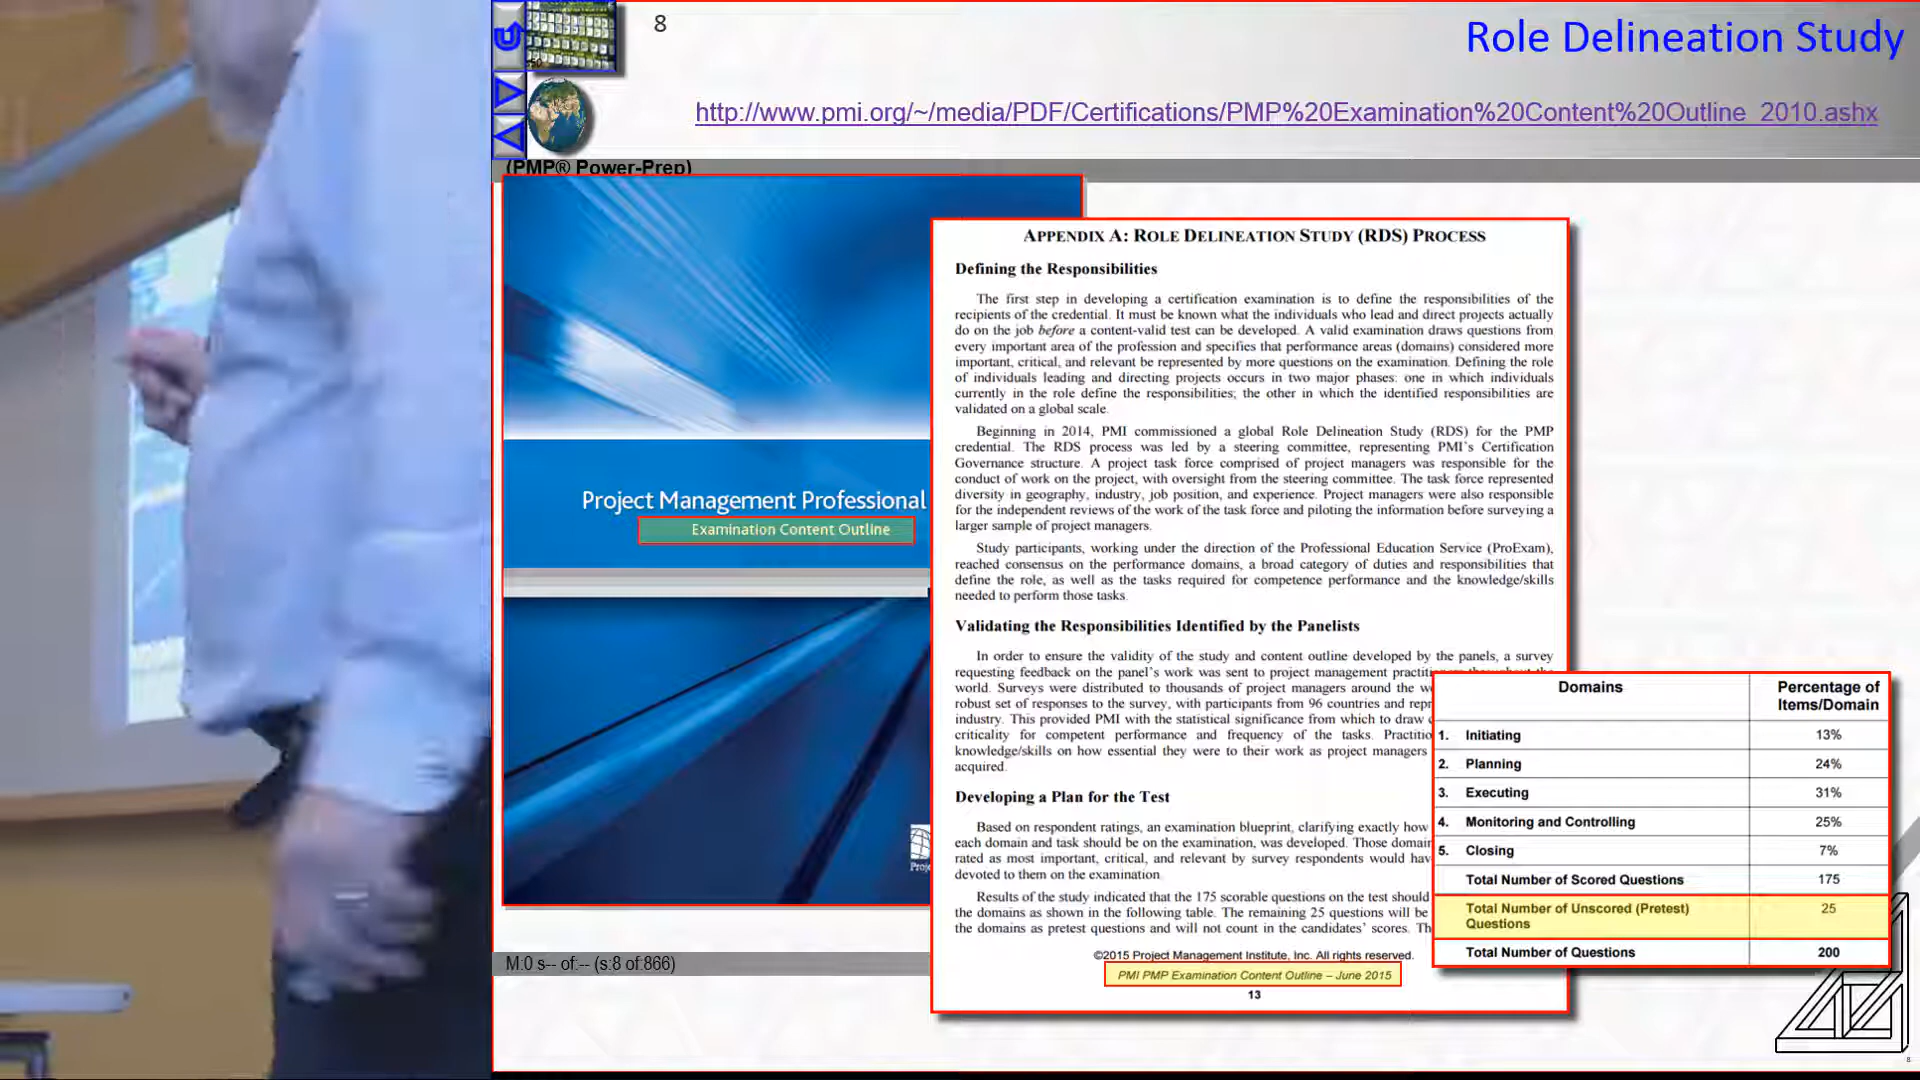 8
Role Delineation Study
http://www.pmi.org/~/media/PDF/Certifications/PMP%20Examination%20Content%20Outline_2010.ashx
(PMP® Power-Prep)
Project Management Professional
Examination Content Outline
APPENDIX A: ROLE DELINEATION STUDY (RDS) PROCESS
Defining the Responsibilities
The first step in developing a certification examination is to define the responsibilities of the
recipients of the credential. It must be known what the individuals who lead and direct projects actually
do on the job before a content-valid test can be developed. A valid examination draws questions from
every important area of the profession and specifies that performance areas (domains) considered more
important, critical, and relevant be represented by more questions on the examination. Defining the role
of individuals leading and directing projects occurs in two major phases: one in which individuals
currently in the role define the responsibilities; the other in which the identified responsibilities are
validated on a global scale.
Beginning in 2014, PMI commissioned a global Role Delineation Study (RDS) for the PMP
credential. The RDS process was led by a steering committee, representing PMI's Certification
Governance structure. A project task force comprised of project managers was responsible for the
conduct of work on the project, with oversight from the steering committee. The task force represented
diversity in geography, industry, job position, and experience. Project managers were also responsible
for the independent reviews of the work of the task force and piloting the information before surveying a
larger sample of project managers.
Study participants, working under the direction of the Professional Education Service (ProExam),
reached consensus on the performance domains, a broad category of duties and responsibilities that
define the role, as well as the tasks required for competence performance and the knowledge/skills
needed to perform those tasks.
Validating the Responsibilities Identified by the Panelists
In order to ensure the validity of the study and content outline developed by the panels, a survey
requesting feedback on the panel's work was sent to project management
world. Surveys were distributed to thousands of project managers around the
robust set of responses to the survey, with participants from 96 countries and
industry. This provided PMI with the statistical significance from which to draw
criticality for competent performance and frequency of the tasks.
knowledge/skills on how essential they were to their work as project managers
acquired.
Developing a Plan for the Test
Based on respondent ratings, an examination blueprint, clarifying exactly how
each domain and task should be on the examination, was developed. Those
rated as most important, critical, and relevant by survey respondents would
devoted to them on the examination.
Results of the study indicated that the 175 scorable questions on the test should
the domains as shown in the following table. The remaining 25 questions will be
the domains as pretest questions and will not count in the candidates' scores.
©2015 Project Management Institute, Inc. All rights reserved.
PMI PMP Examination Content Outline – June 2015
13
Domains Percentage of
Items/Domain
1. Initiating 13%
2. Planning 24%
3. Executing 31%
4. Monitoring and Controlling 25%
5. Closing 7%
Total Number of Scored Questions 175
Total Number of Unscored (Pretest) 25
Questions
Total Number of Questions 200
M:0 s-- of:-- (s:8 of:866)
8